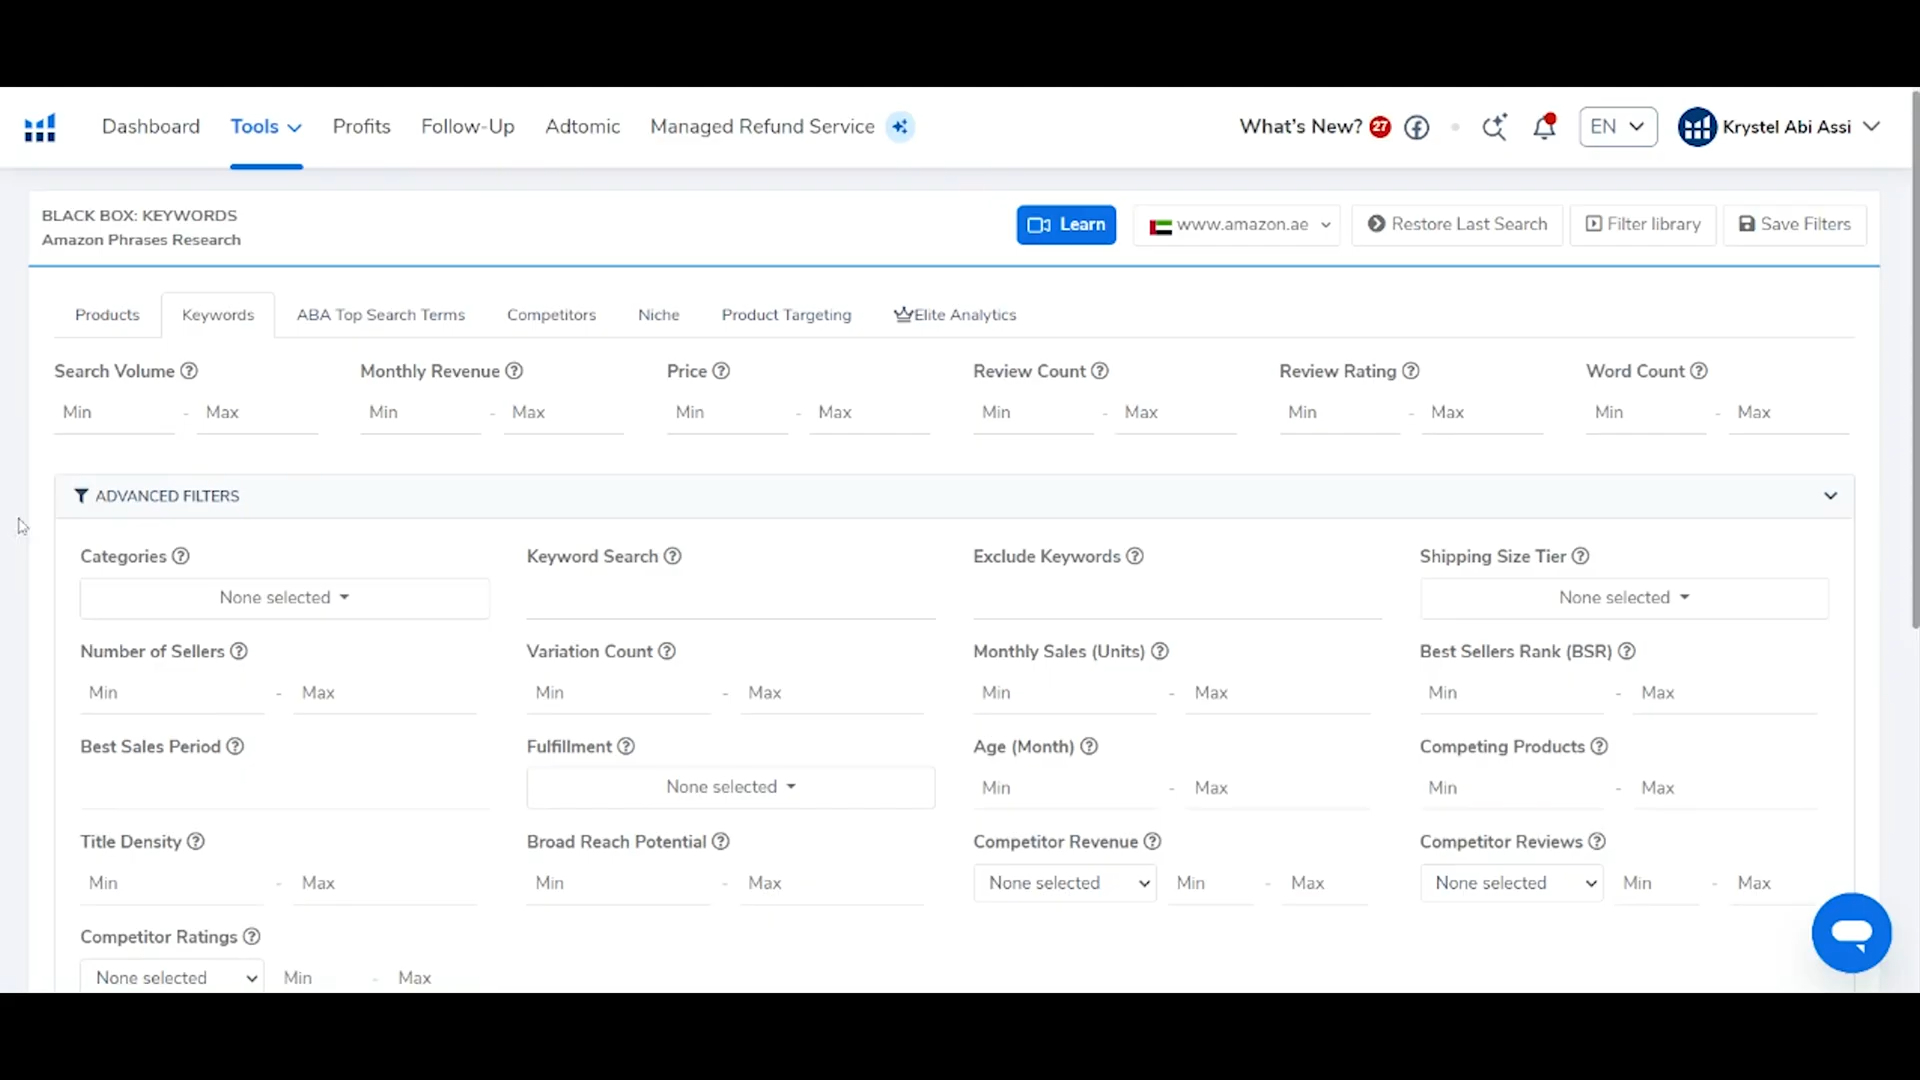 Dashboard Tools Profits Follow-Up Adtomic Managed Refund Service What's New? 27 EN Krystel Abi Assi
BLACK BOX: KEYWORDS
Amazon Phrases Research
Learn www.amazon.ae Restore Last Search Filter library Save Filters
Products Keywords ABA Top Search Terms Competitors Niche Product Targeting Elite Analytics
Search Volume Monthly Revenue Price Review Count Review Rating Word Count
Min - Max Min - Max Min - Max Min - Max Min - Max Min - Max
ADVANCED FILTERS
Categories Keyword Search Exclude Keywords Shipping Size Tier
None selected None selected
Number of Sellers Variation Count Monthly Sales (Units) Best Sellers Rank (BSR)
Min - Max Min - Max Min - Max Min - Max
Best Sales Period Fulfillment Age (Month) Competing Products
None selected Min - Max Min - Max
Title Density Broad Reach Potential Competitor Revenue Competitor Reviews
Min - Max Min - Max None selected Min - Max None selected Min - Max
Competitor Ratings
None selected Min - Max